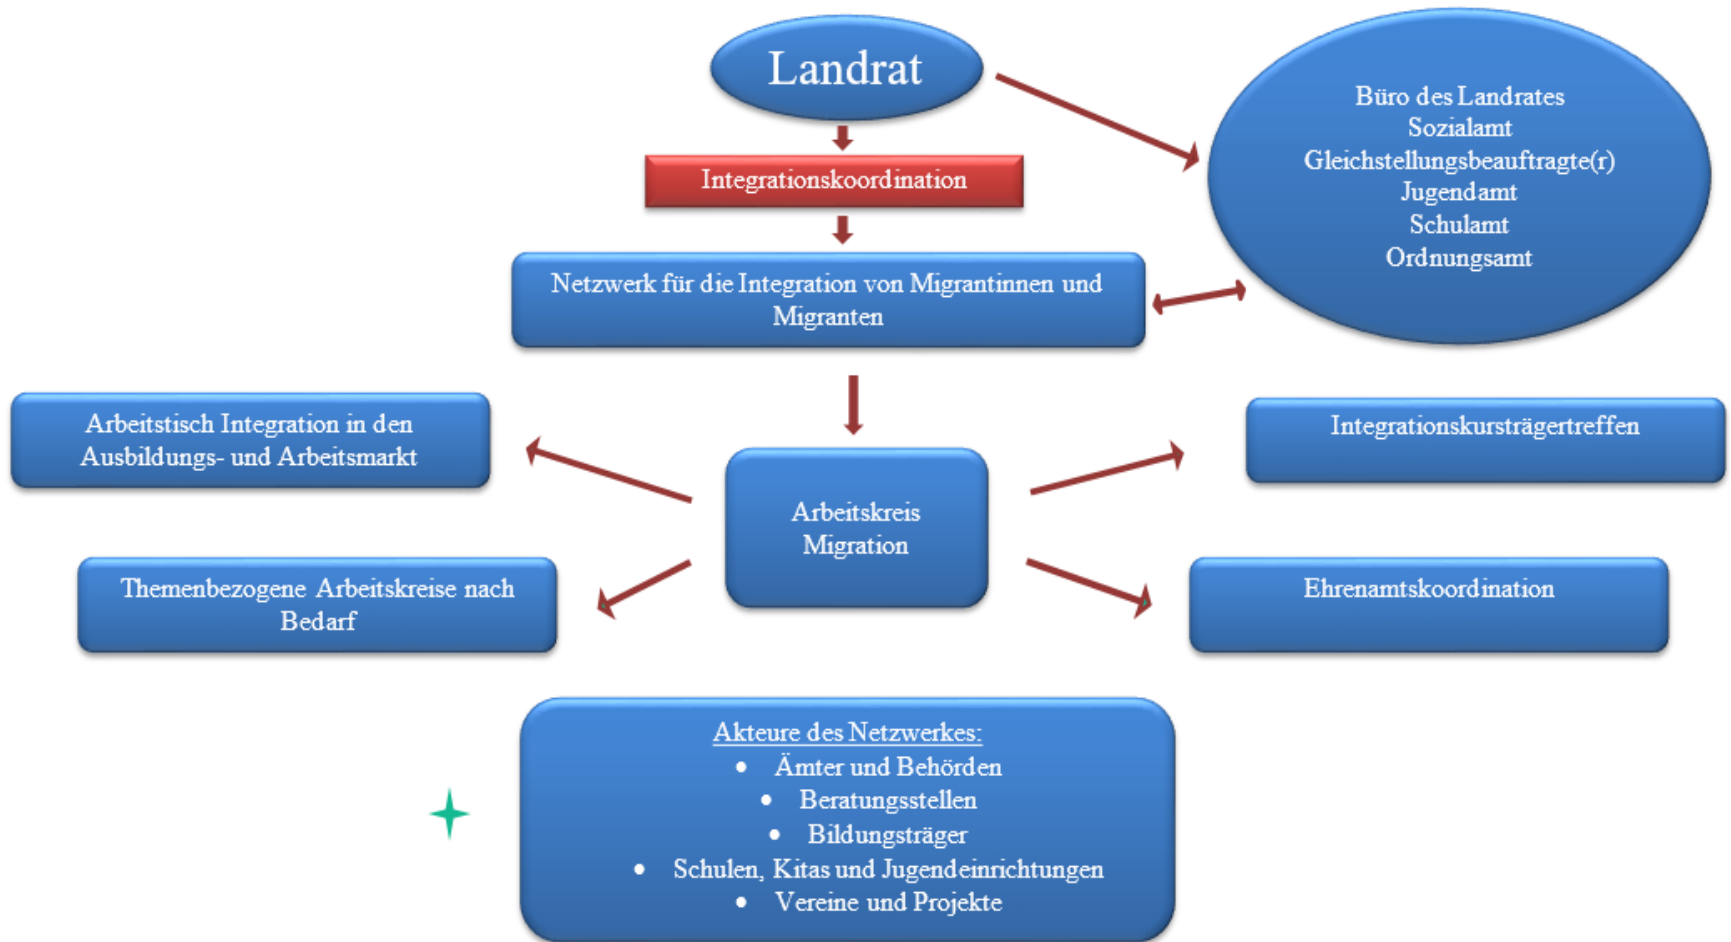 Landrat
Büro des Landrates
Sozialamt
Gleichstellungsbeauftragte(r)
Jugendamt
Schulamt
Ordnungsamt
Integrationskoordination
Netzwerk für die Integration von Migrantinnen und
Migranten
Arbeitstisch Integration in den
Ausbildungs- und Arbeitsmarkt
Integrationskursträgertreffen
Arbeitskreis
Migration
Themenbezogene Arbeitskreise nach
Bedarf
Ehrenamtskoordination
Akteure des Netzwerkes:
• Ämter und Behörden
• Beratungsstellen
• Bildungsträger
• Schulen, Kitas und Jugendeinrichtungen
• Vereine und Projekte